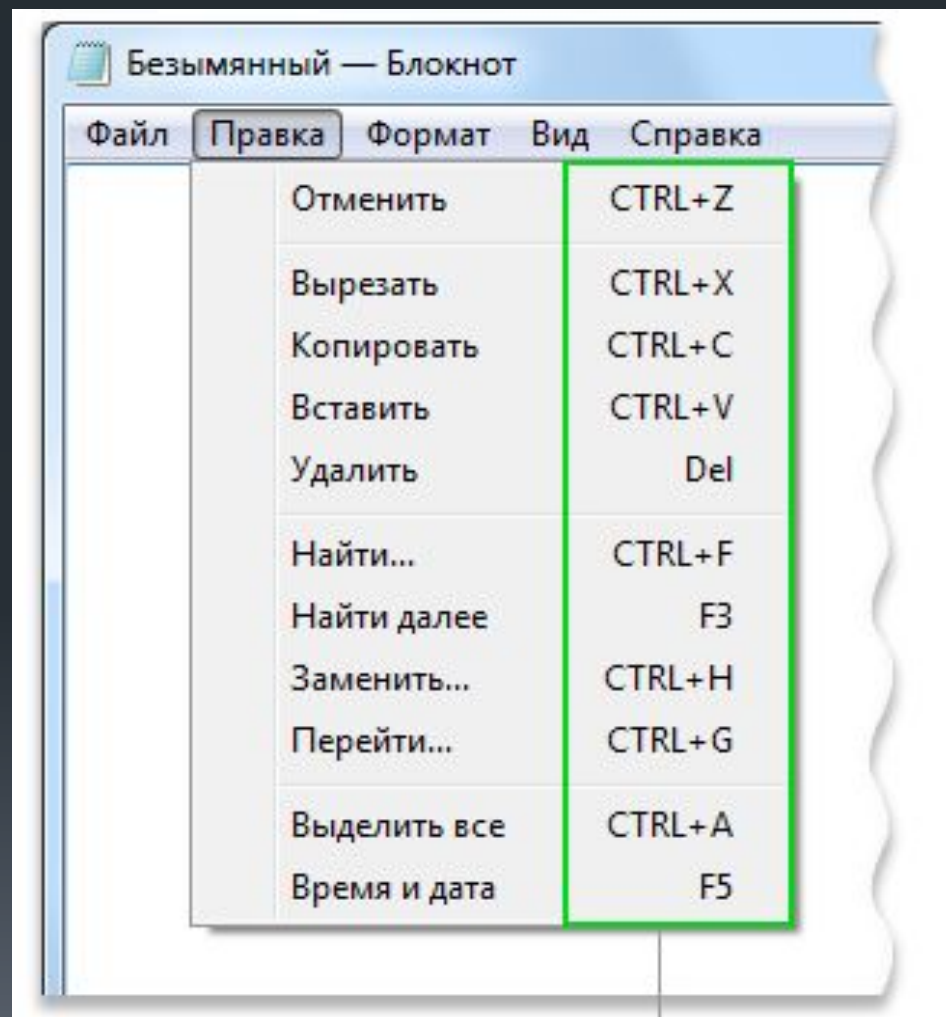 Безымянный — Блокнот
Файл Правка Формат Вид Справка
Отменить CTRL+Z
Вырезать CTRL+X
Копировать CTRL+C
Вставить CTRL+V
Удалить Del
Найти... CTRL+F
Найти далее F3
Заменить... CTRL+H
Перейти... CTRL+G
Выделить все CTRL+A
Время и дата F5